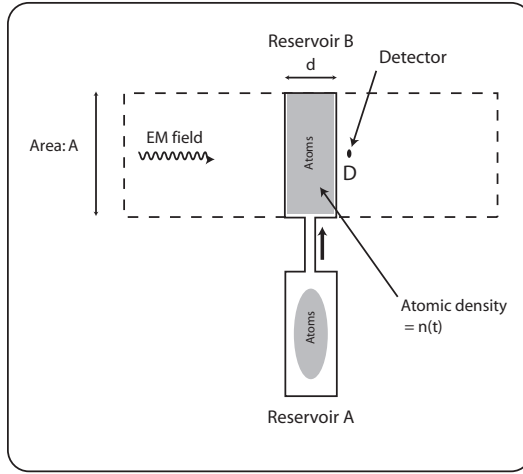 Reservoir B
d
Detector
Area: A
EM field
Atoms
D
Atomic density
= n(t)
Atoms
Reservoir A